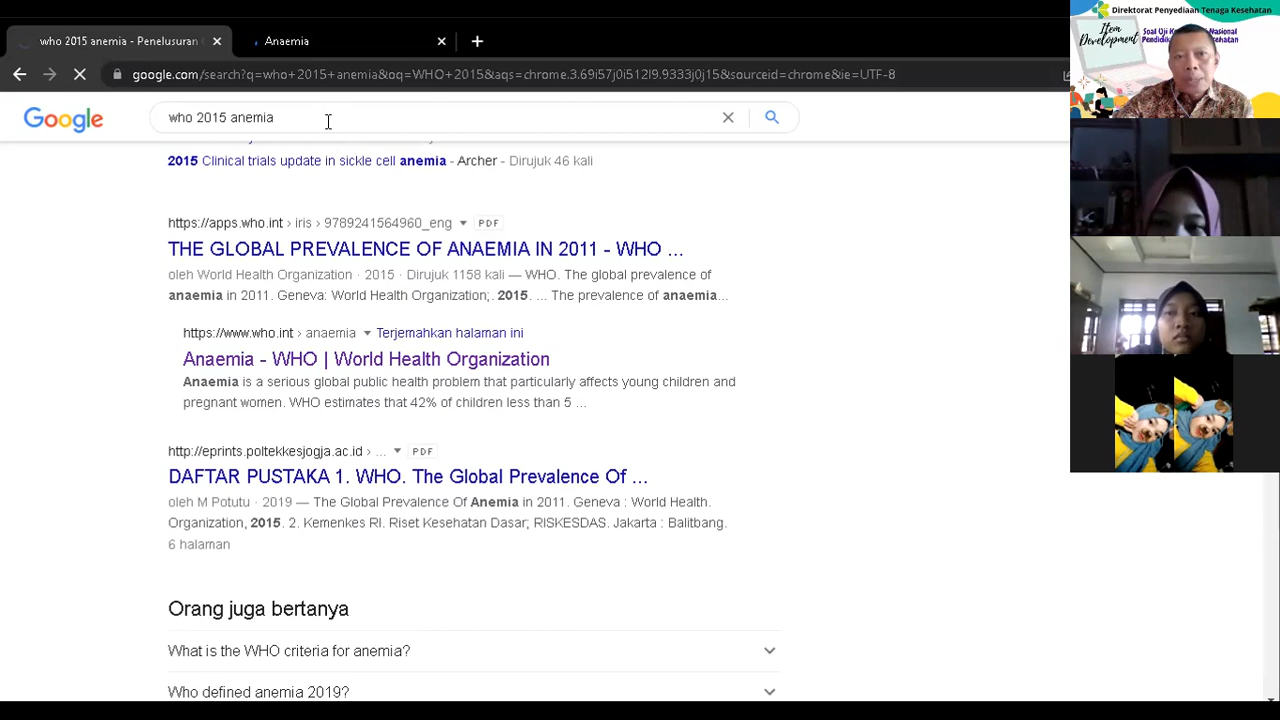 who 2015 anemia - Penelusuran
Anaemia
google.com/search?q=who+2015+anemia&oq=WHO+2015&aqs=chrome.3.69i57j0i512l9.9333j0j15&sourceid=chrome&ie=UTF-8
Google
who 2015 anemia
2015 Clinical trials update in sickle cell anemia - Archer - Dirujuk 46 kali
https://apps.who.int › iris › 9789241564960_eng PDF
THE GLOBAL PREVALENCE OF ANAEMIA IN 2011 - WHO ...
oleh World Health Organization · 2015 · Dirujuk 1158 kali — WHO. The global prevalence of
anaemia in 2011. Geneva: World Health Organization;. 2015. ... The prevalence of anaemia...
https://www.who.int › anaemia Terjemahkan halaman ini
Anaemia - WHO | World Health Organization
Anaemia is a serious global public health problem that particularly affects young children and
pregnant women. WHO estimates that 42% of children less than 5 ...
http://eprints.poltekkesjogja.ac.id › ... PDF
DAFTAR PUSTAKA 1. WHO. The Global Prevalence Of ...
oleh M Potutu · 2019 — The Global Prevalence Of Anemia in 2011. Geneva : World Health.
Organization, 2015. 2. Kemenkes RI. Riset Kesehatan Dasar; RISKESDAS. Jakarta : Balitbang.
6 halaman
Orang juga bertanya
What is the WHO criteria for anemia?
Who defined anemia 2019?
Direktorat Penyediaan Tenaga Kesehatan
Item
Development
Soal Uji